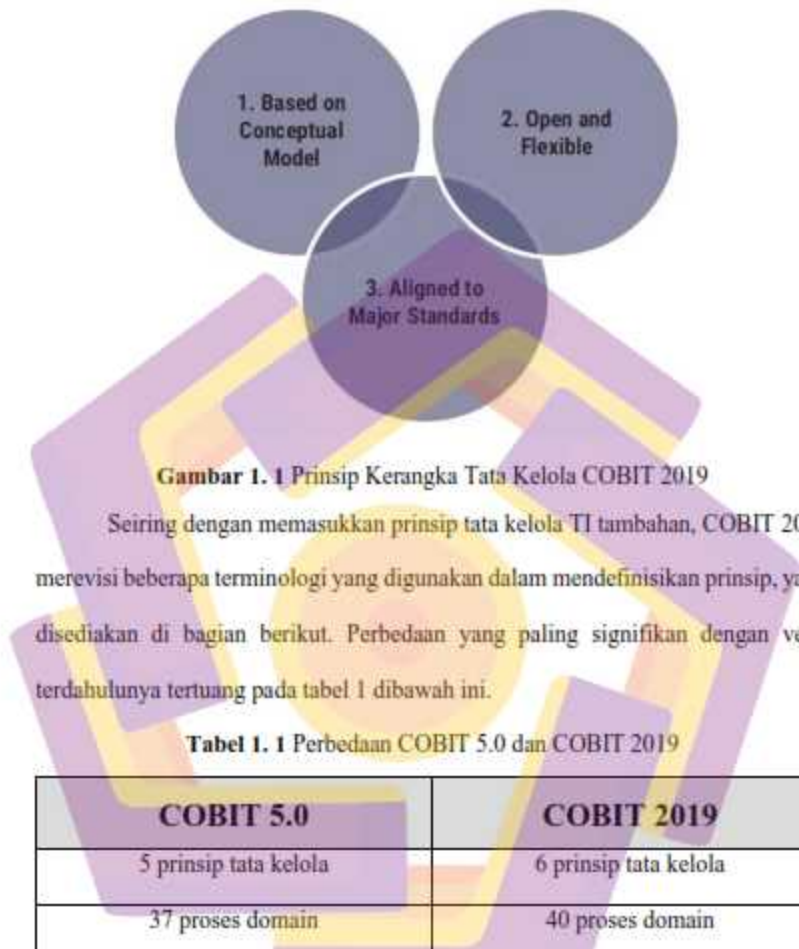 1. Based on
Conceptual
Model
2. Open and
Flexible
3. Aligned to
Major Standards
Gambar 1. 1 Prinsip Kerangka Tata Kelola COBIT 2019
Seiring dengan memasukkan prinsip tata kelola TI tambahan, COBIT 20
merevisi beberapa terminologi yang digunakan dalam mendefinisikan prinsip, ya
disediakan di bagian berikut. Perbedaan yang paling signifikan dengan ve
terdahulunya tertuang pada tabel 1 dibawah ini.
Tabel 1. 1 Perbedaan COBIT 5.0 dan COBIT 2019
COBIT 5.0 COBIT 2019
5 prinsip tata kelola 6 prinsip tata kelola
37 proses domain 40 proses domain